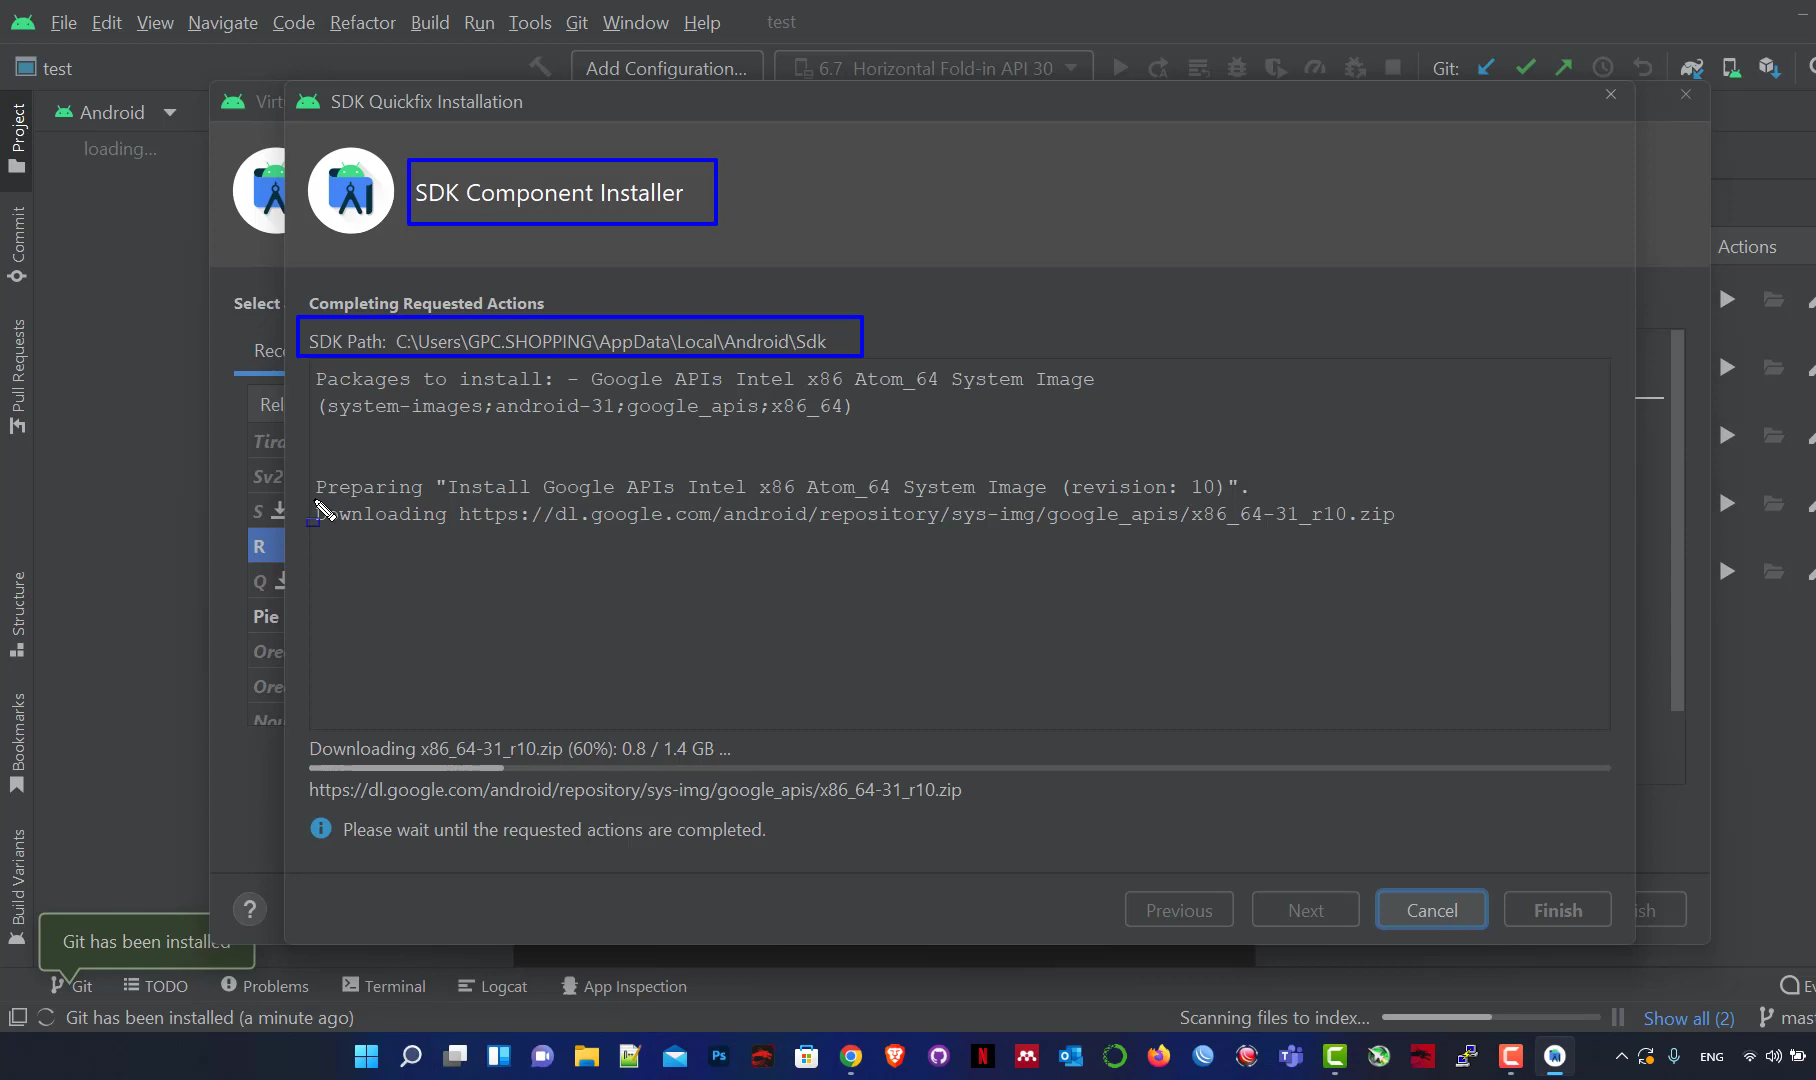 File Edit View Navigate Code Refactor Build Run Tools Git Window Help test
test Add Configuration... 6.7 Horizontal Fold-in API 30 Git:
Android
loading...
Project
Commit
Pull Requests
Structure
Bookmarks
Build Variants
SDK Quickfix Installation
SDK Component Installer
Actions
Select
Completing Requested Actions
SDK Path: C:\Users\GPC.SHOPPING\AppData\Local\Android\Sdk
Packages to install: - Google APIs Intel x86 Atom_64 System Image
(system-images;android-31;google_apis;x86_64)
Preparing "Install Google APIs Intel x86 Atom_64 System Image (revision: 10)".
Downloading https://dl.google.com/android/repository/sys-img/google_apis/x86_64-31_r10.zip
Sv2
S
R
Q
Pie
Downloading x86_64-31_r10.zip (60%): 0.8 / 1.4 GB ...
https://dl.google.com/android/repository/sys-img/google_apis/x86_64-31_r10.zip
Please wait until the requested actions are completed.
? Previous Next Cancel Finish
Git has been installed
Git TODO Problems Terminal Logcat App Inspection
Git has been installed (a minute ago) Scanning files to index... Show all (2)
Ps N ENG